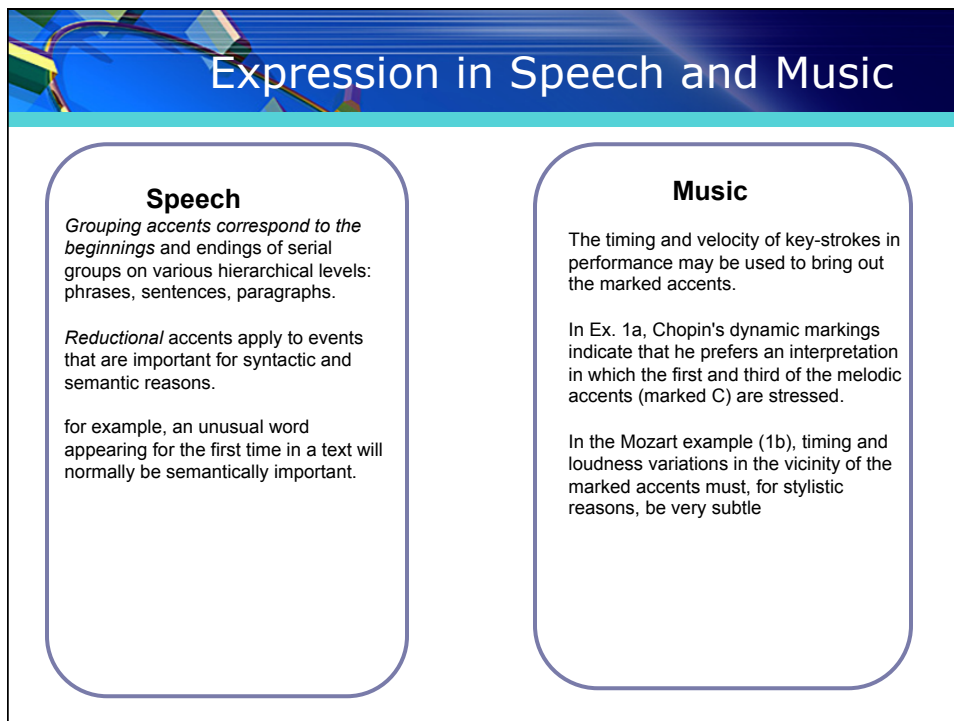 Expression in Speech and Music
Speech
Grouping accents correspond to the
beginnings and endings of serial
groups on various hierarchical levels:
phrases, sentences, paragraphs.
Reductional accents apply to events
that are important for syntactic and
semantic reasons.
for example, an unusual word
appearing for the first time in a text will
normally be semantically important.
Music
The timing and velocity of key-strokes in
performance may be used to bring out
the marked accents.
In Ex. 1a, Chopin's dynamic markings
indicate that he prefers an interpretation
in which the first and third of the melodic
accents (marked C) are stressed.
In the Mozart example (1b), timing and
loudness variations in the vicinity of the
marked accents must, for stylistic
reasons, be very subtle